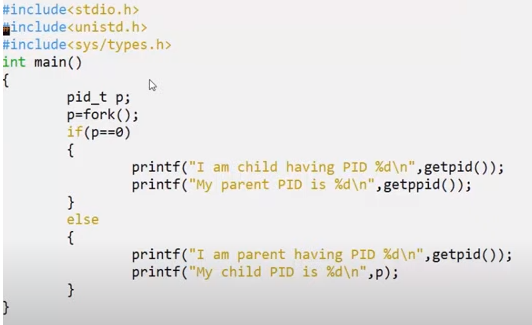 #include<stdio.h>
#include<unistd.h>
#include<sys/types.h>
int main()
{
        pid_t p;
        p=fork();
        if(p==0)
        {
                printf("I am child having PID %d\n",getpid());
                printf("My parent PID is %d\n",getppid());
        }
        else
        {
                printf("I am parent having PID %d\n",getpid());
                printf("My child PID is %d\n",p);
        }
}